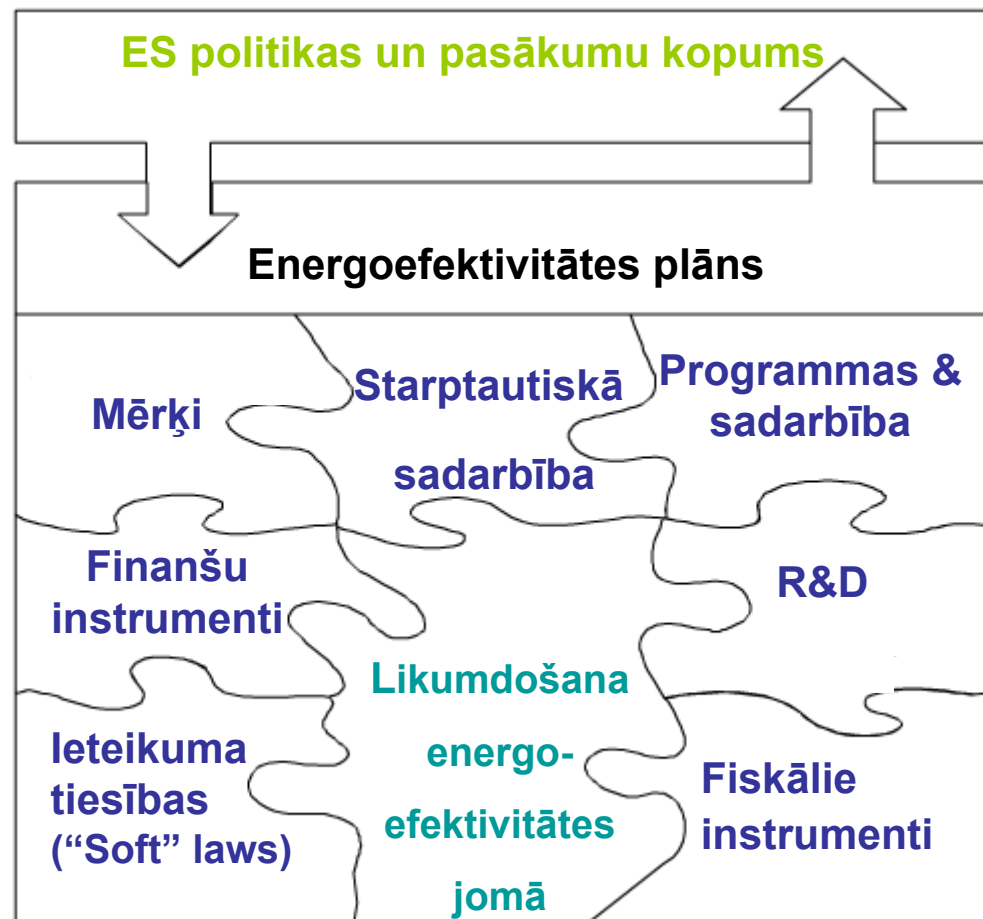 ES politikas un pasākumu kopums
Energoefektivitātes plāns
Mērķi
Starptautiskā
sadarbība
Programmas &
sadarbība
Finanšu
instrumenti
R&D
Likumdošana
energo-
efektivitātes
jomā
Ieteikuma
tiesības
(“Soft” laws)
Fiskālie
instrumenti